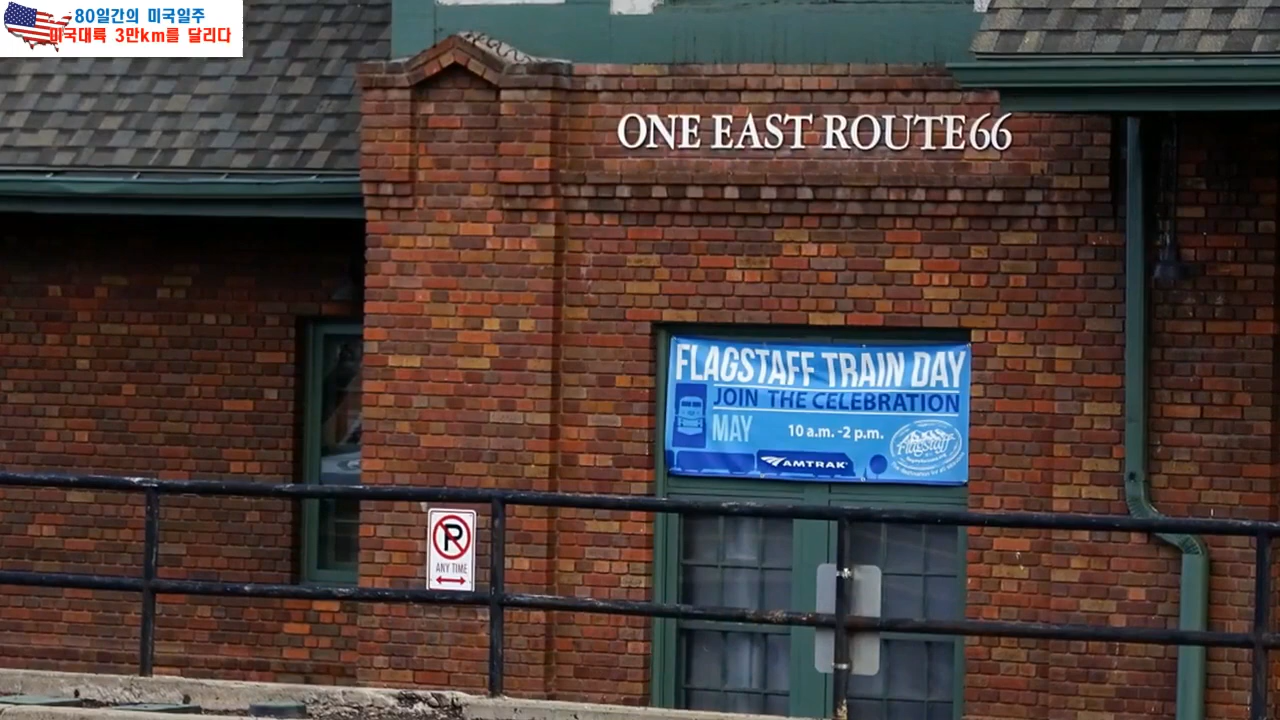 80일간의 미국일주
미국대륙 3만km를 달리다
ONE EAST ROUTE 66
FLAGSTAFF TRAIN DAY
JOIN THE CELEBRATION
MAY
10 a.m. -2 p.m.
Flagstaff
AMTRAK
P
ANY TIME